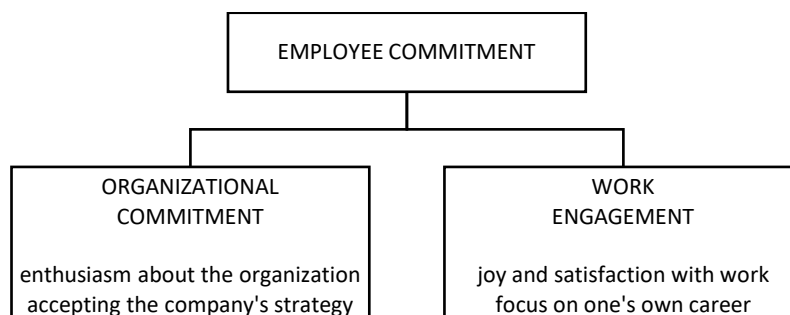 EMPLOYEE COMMITMENT
ORGANIZATIONAL
COMMITMENT
enthusiasm about the organization
accepting the company's strategy
WORK
ENGAGEMENT
joy and satisfaction with work
focus on one's own career